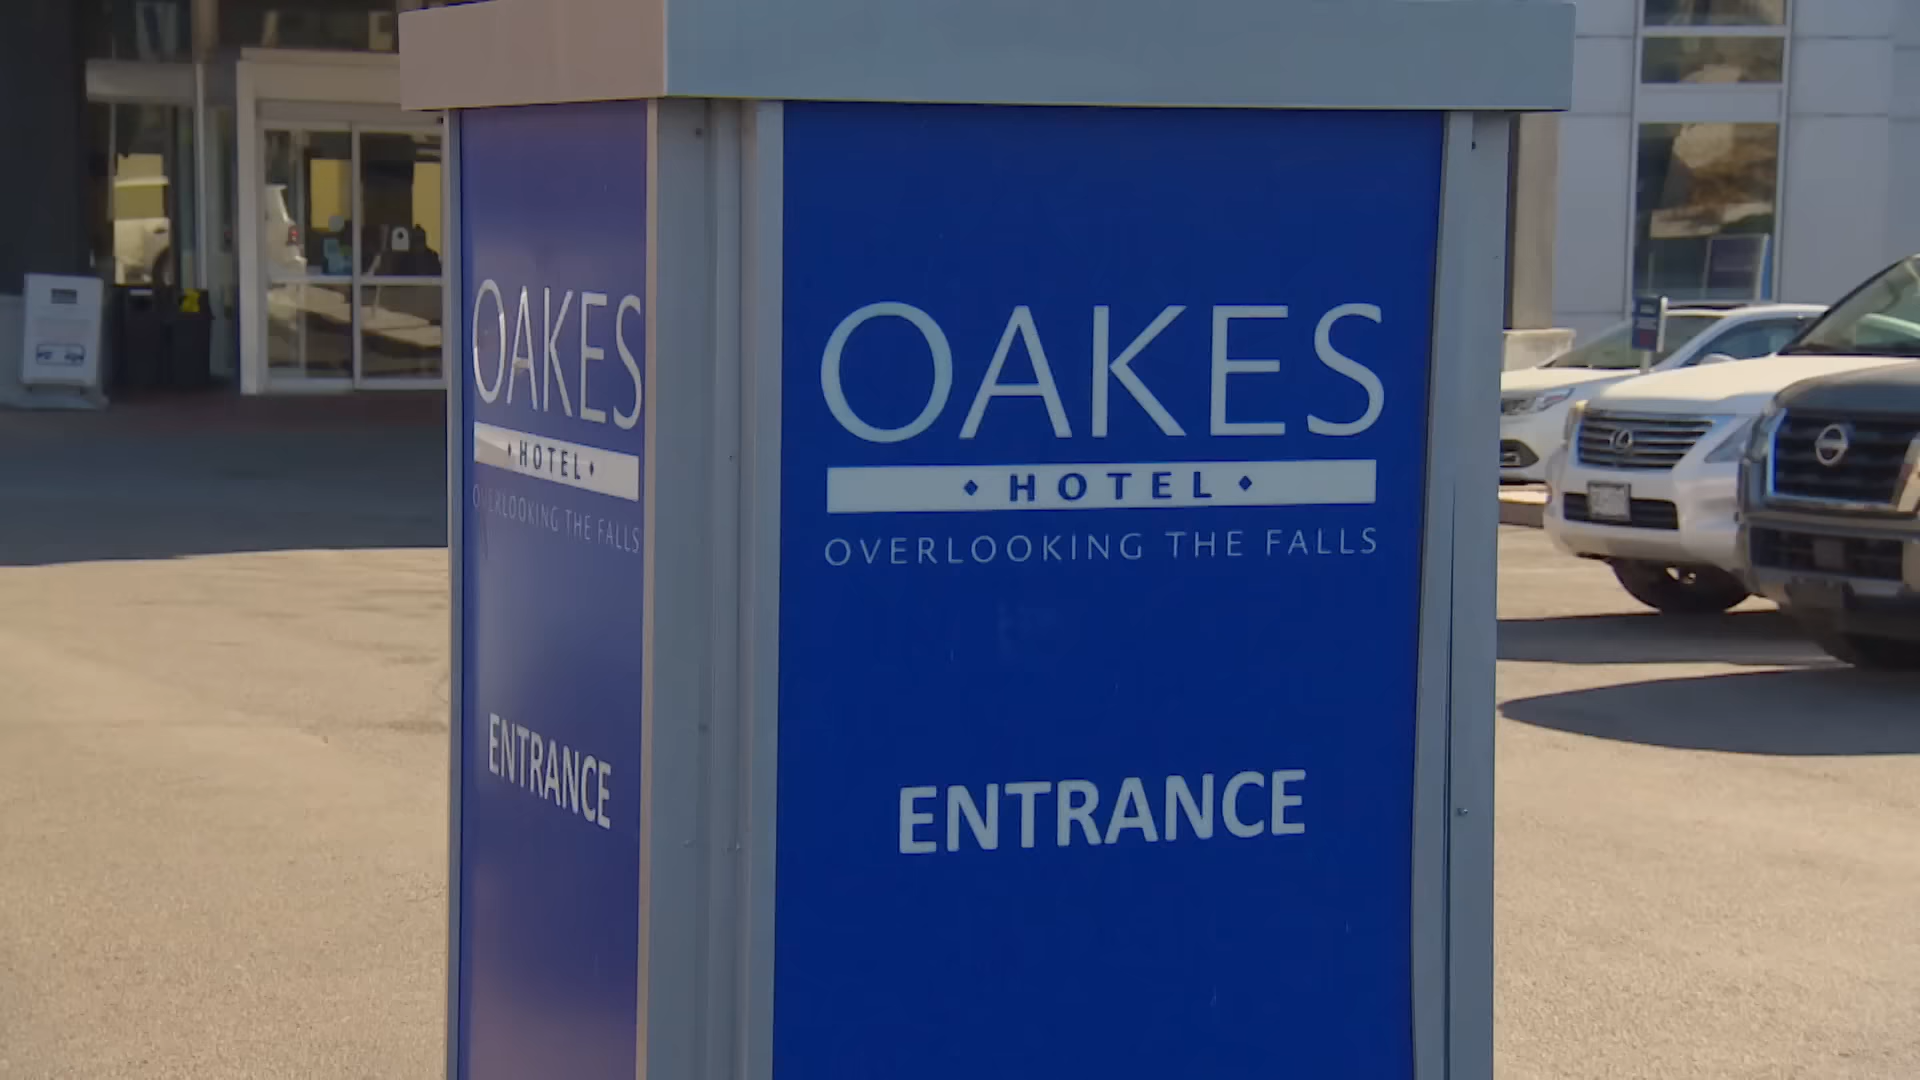 OAKES
HOTEL
OVERLOOKING THE FALLS
ENTRANCE
OAKES
HOTEL
OVERLOOKING THE FALLS
ENTRANCE